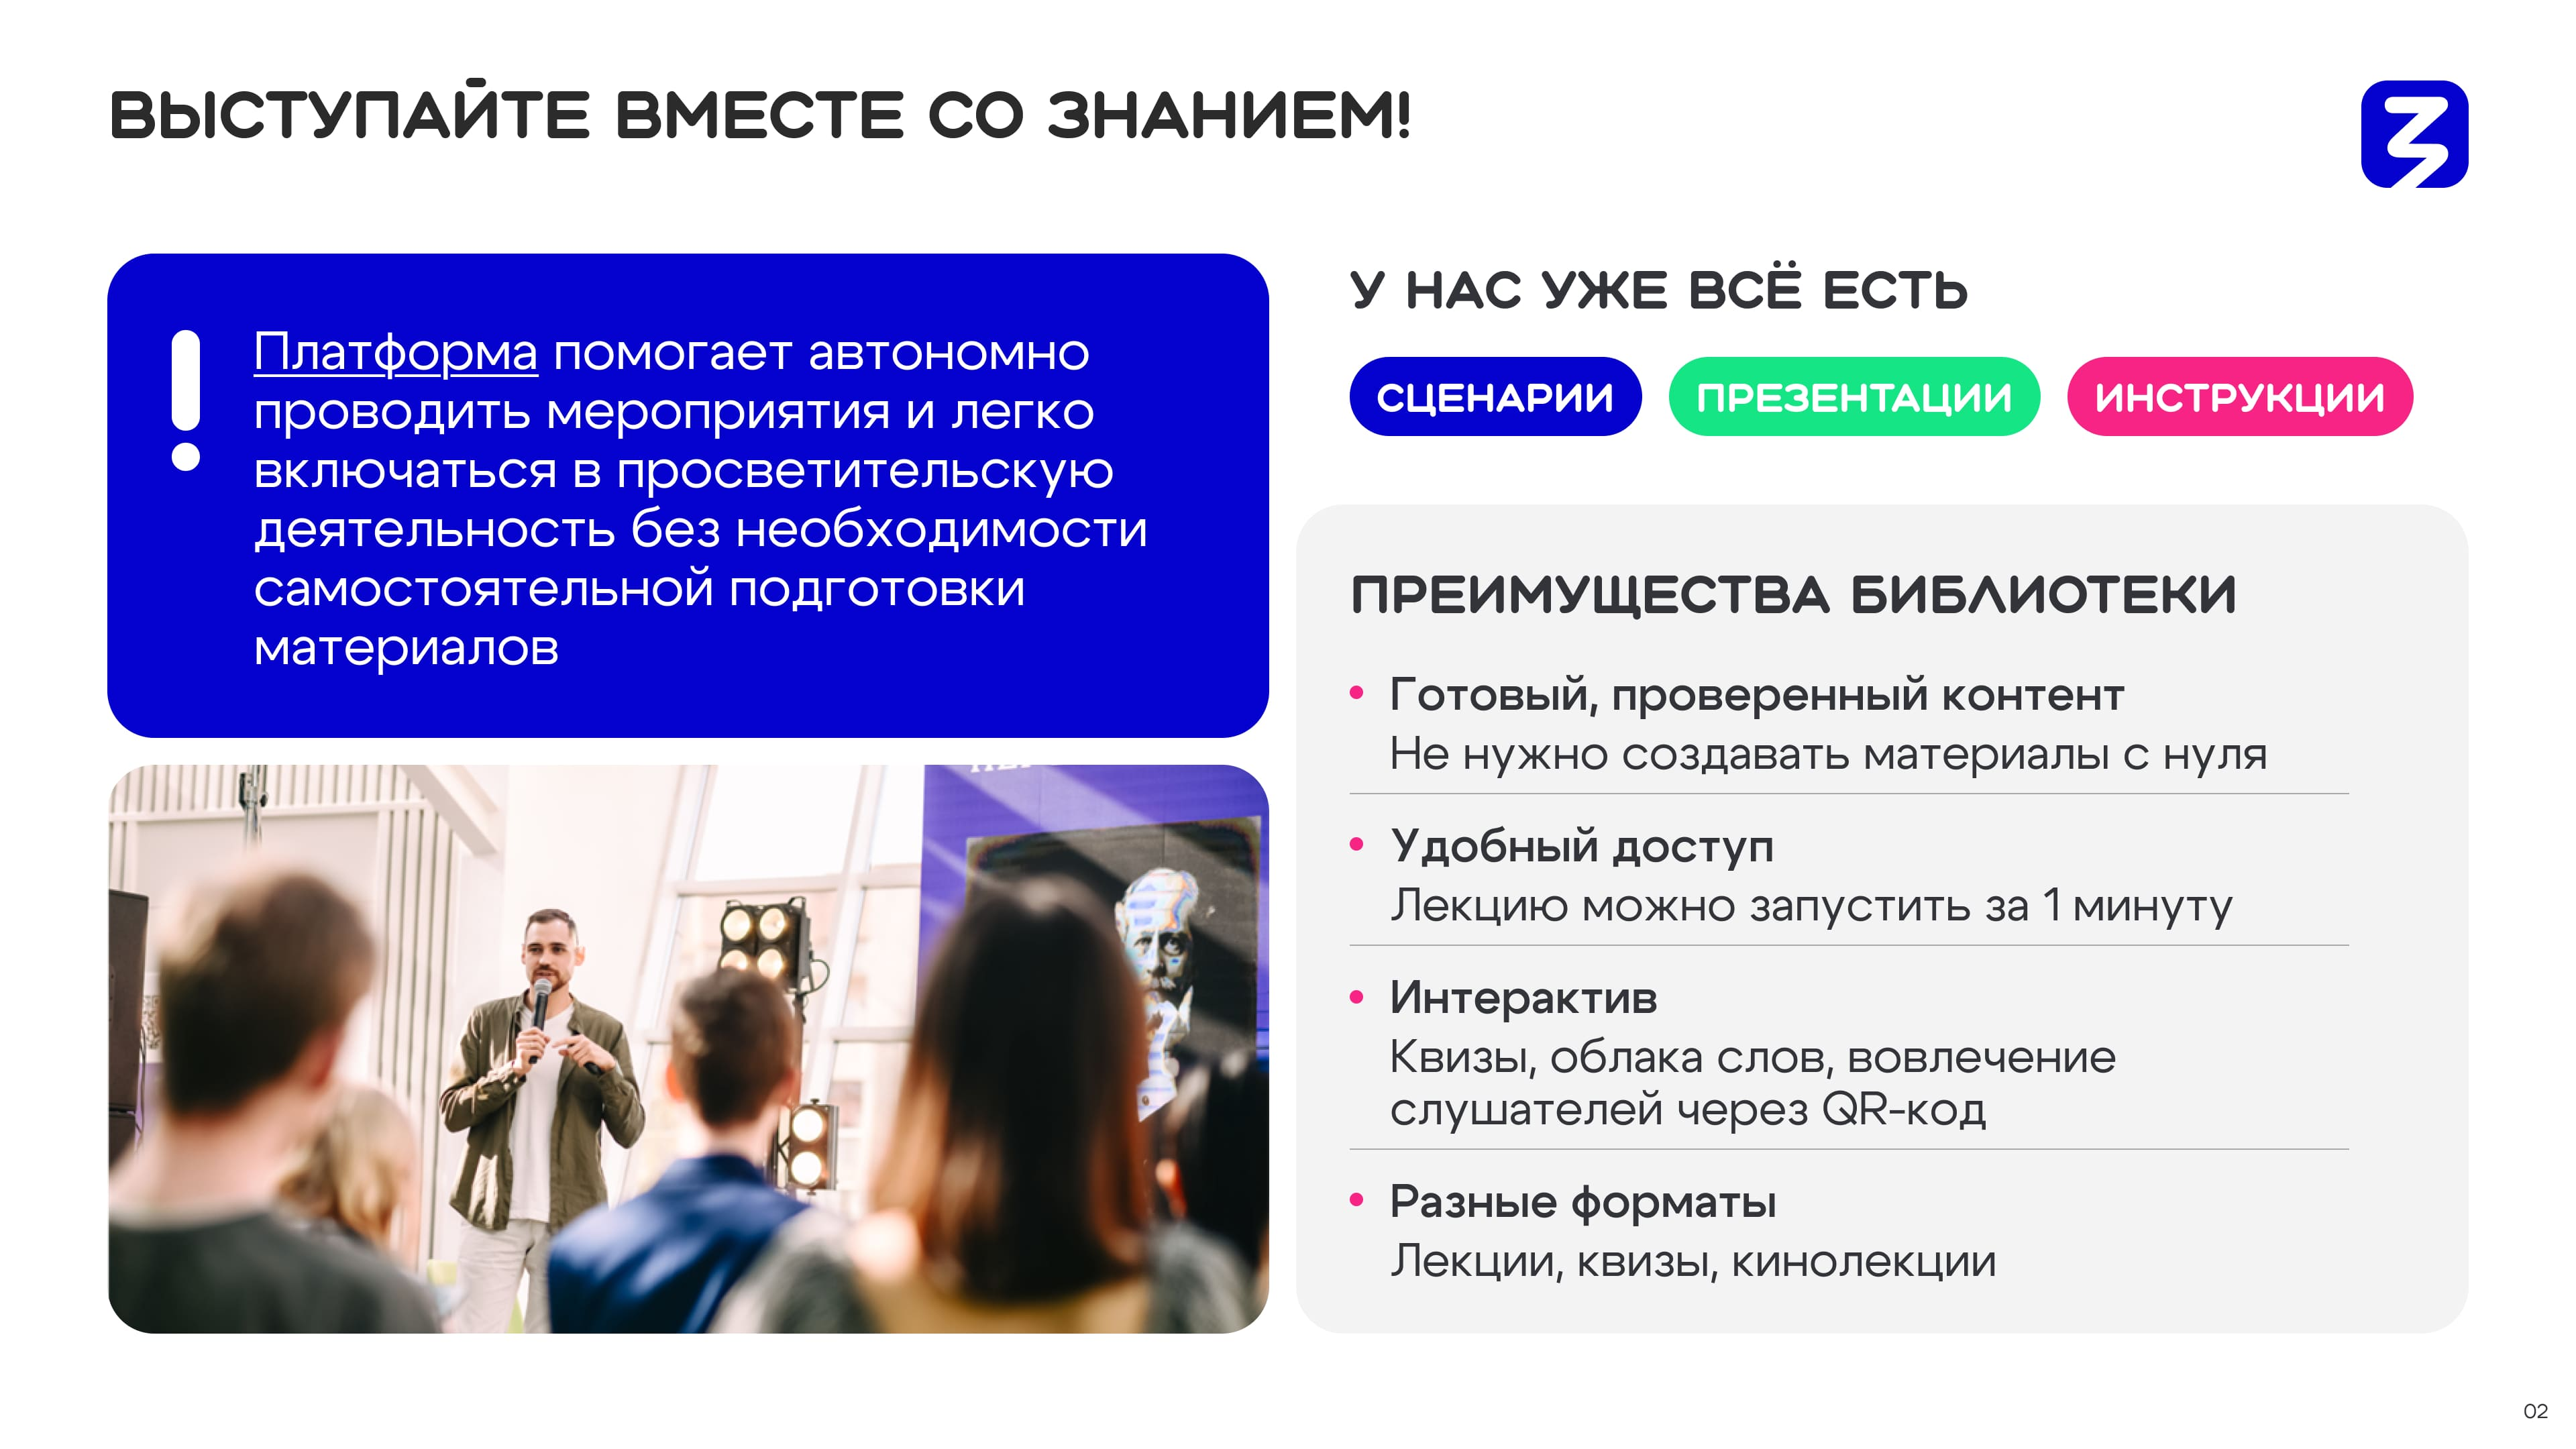 ВЫСТУПАЙТЕ ВМЕСТЕ СО ЗНАНИЕМ!
Платформа помогает автономно
проводить мероприятия и легко
включаться в просветительскую
деятельность без необходимости
самостоятельной подготовки
материалов
У НАС УЖЕ ВСЁ ЕСТЬ
СЦЕНАРИИ
ПРЕЗЕНТАЦИИ
ИНСТРУКЦИИ
ПРЕИМУЩЕСТВА БИБЛИОТЕКИ
• Готовый, проверенный контент
Не нужно создавать материалы с нуля
• Удобный доступ
Лекцию можно запустить за 1 минуту
• Интерактив
Квизы, облака слов, вовлечение
слушателей через QR-код
• Разные форматы
Лекции, квизы, кинолекции
02